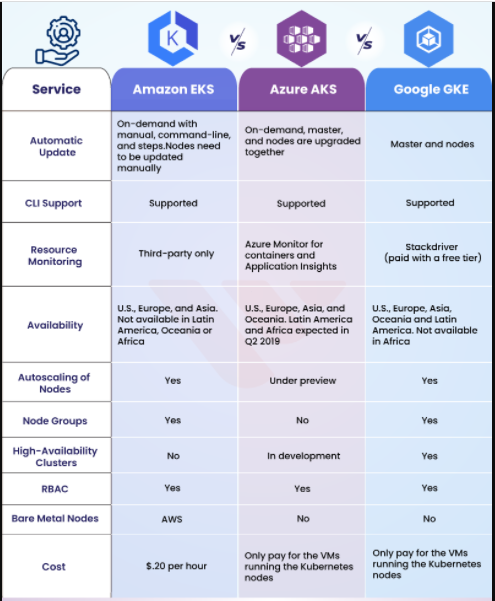 VS
VS
Service
Amazon EKS
Azure AKS
Google GKE
Automatic
Update
On-demand with
manual, command-line,
and steps.Nodes need
to be updated
manually
On-demand, master,
and nodes are upgraded
together
Master and nodes
CLI Support
Supported
Supported
Supported
Resource
Monitoring
Third-party only
Azure Monitor for
containers and
Application Insights
Stackdriver
(paid with a free tier)
Availability
U.S., Europe, and Asia.
Not available in Latin
America, Oceania or
Africa
U.S., Europe, Asia, and
Oceania. Latin America
and Africa expected in
Q2 2019
U.S., Europe, Asia,
Oceania and Latin
America. Not available
in Africa
Autoscaling of
Nodes
Yes
Under preview
Yes
Node Groups
Yes
No
Yes
High-Availability
Clusters
No
In development
Yes
RBAC
Yes
Yes
Yes
Bare Metal Nodes
AWS
No
No
Cost
$.20 per hour
Only pay for the VMs
running the Kubernetes
nodes
Only pay for the VMs
running the Kubernetes
nodes